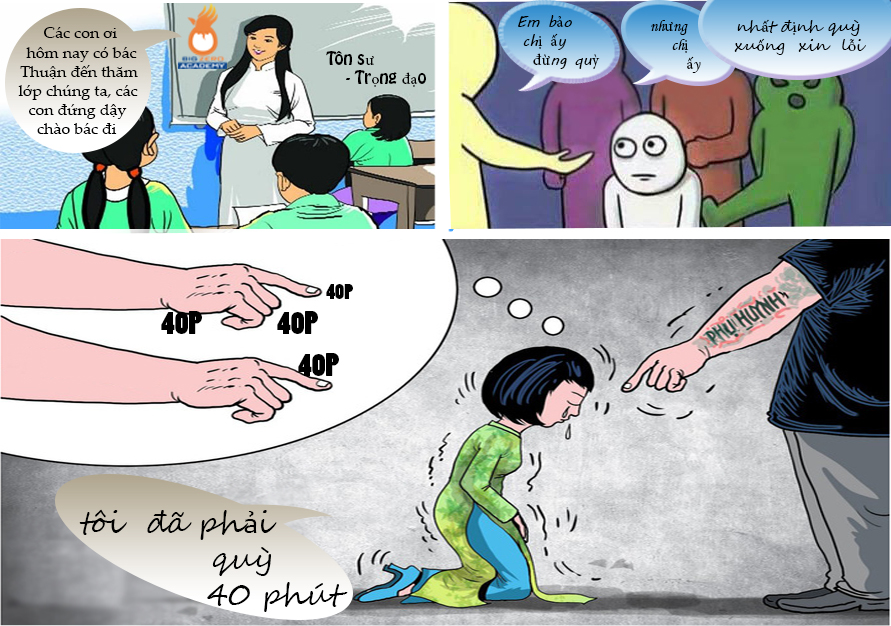 Các con ơi
hôm nay có bác
Thuận đến thăm
lớp chúng ta, các
con đứng dậy
chào bác đi
BIG ZERO
ACADEMY
Tôn sư
- Trọng đạo
Em bảo
chị ấy
đừng quỳ
nhưng
chị
ấy
nhất định quỳ
xuống xin lỗi
40P
40P
40P
40P
PHỤ HUYNH
tôi đã phải
quỳ
40 phút